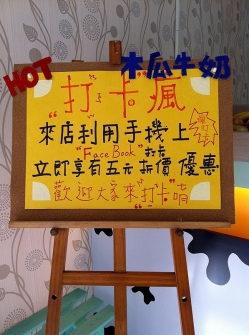 HOT 木瓜牛奶
"打"卡瘋
來店利用手機上
"Face Book"打卡
立即享有五元折價優惠
歡迎大家來"打卡"唷